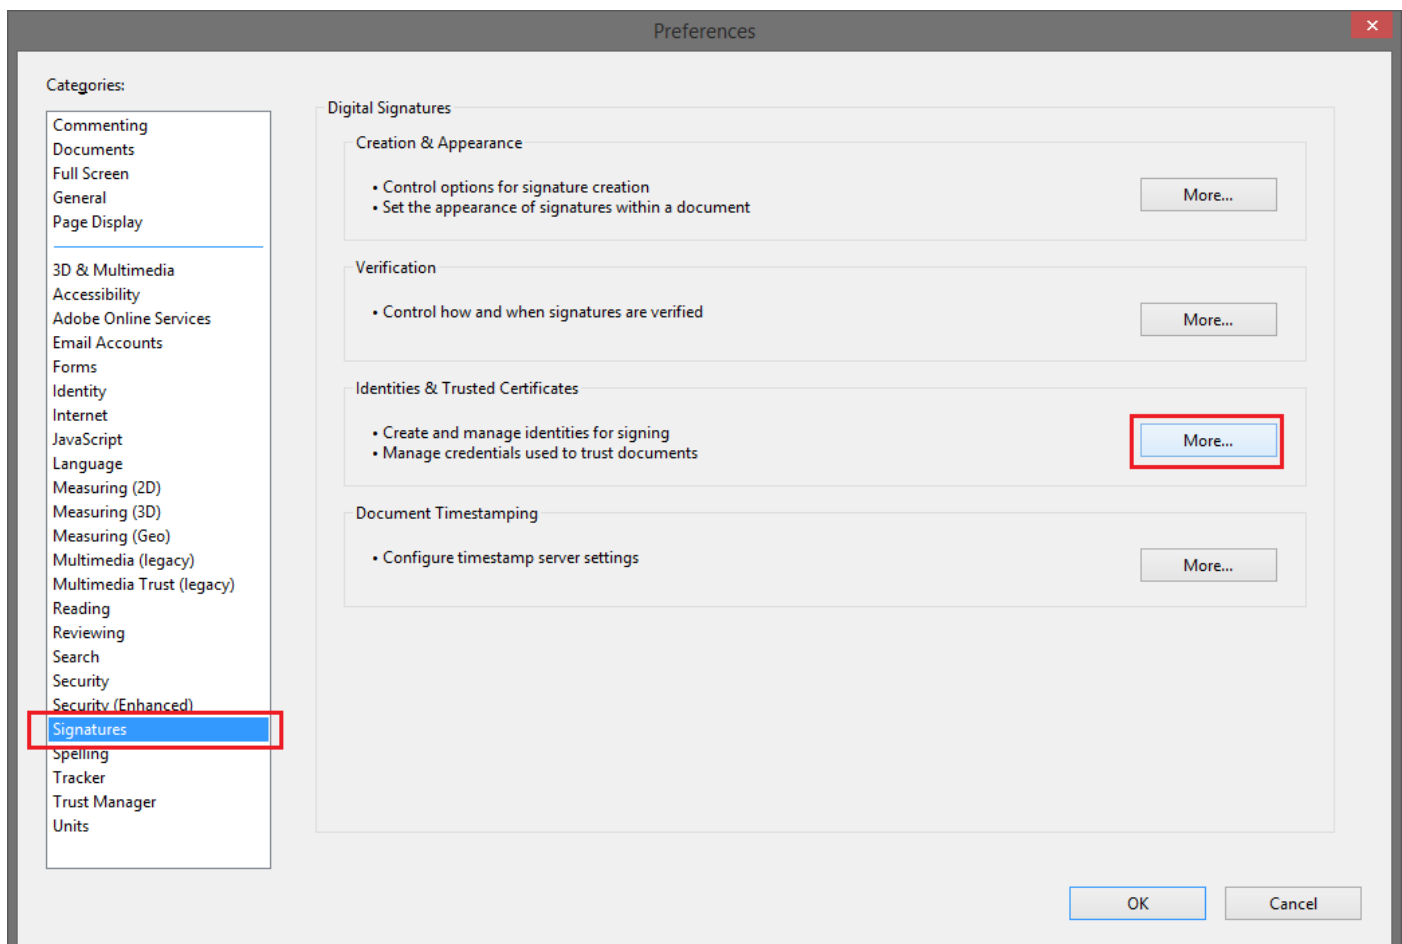 Preferences
Categories:
Commenting
Documents
Full Screen
General
Page Display
3D & Multimedia
Accessibility
Adobe Online Services
Email Accounts
Forms
Identity
Internet
JavaScript
Language
Measuring (2D)
Measuring (3D)
Measuring (Geo)
Multimedia (legacy)
Multimedia Trust (legacy)
Reading
Reviewing
Search
Security
Security (Enhanced)
Signatures
Spelling
Tracker
Trust Manager
Units
Digital Signatures
Creation & Appearance
• Control options for signature creation
• Set the appearance of signatures within a document
More...
Verification
• Control how and when signatures are verified
More...
Identities & Trusted Certificates
• Create and manage identities for signing
• Manage credentials used to trust documents
More...
Document Timestamping
• Configure timestamp server settings
More...
OK
Cancel